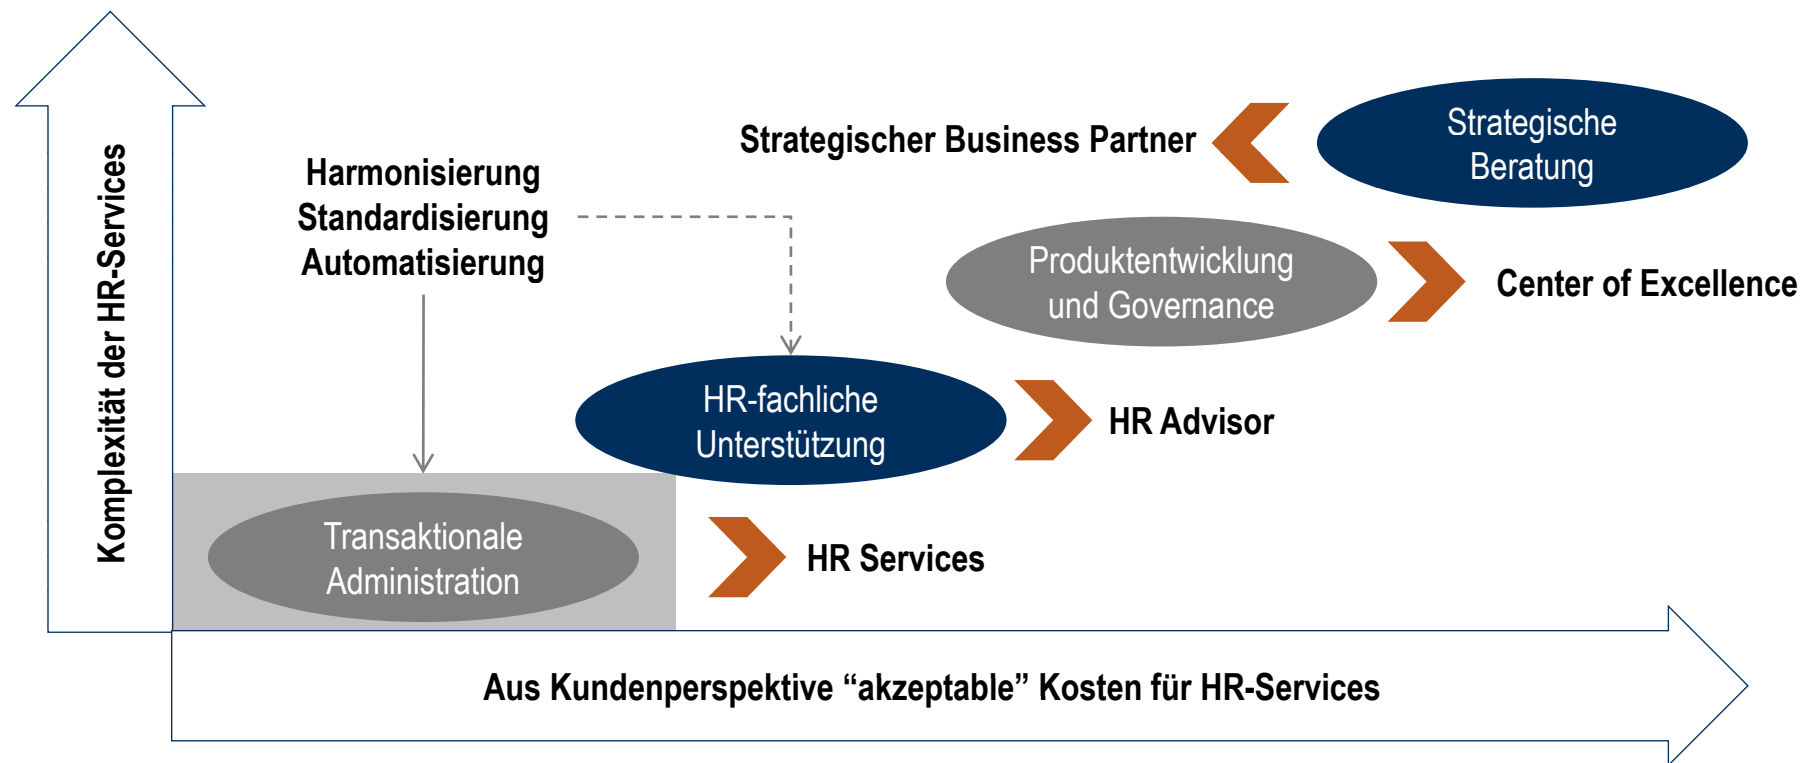 Komplexität der HR-Services
Harmonisierung
Standardisierung
Automatisierung
Strategischer Business Partner
Strategische
Beratung
Produktentwicklung
und Governance
Center of Excellence
HR-fachliche
Unterstützung
HR Advisor
Transaktionale
Administration
HR Services
Aus Kundenperspektive “akzeptable” Kosten für HR-Services